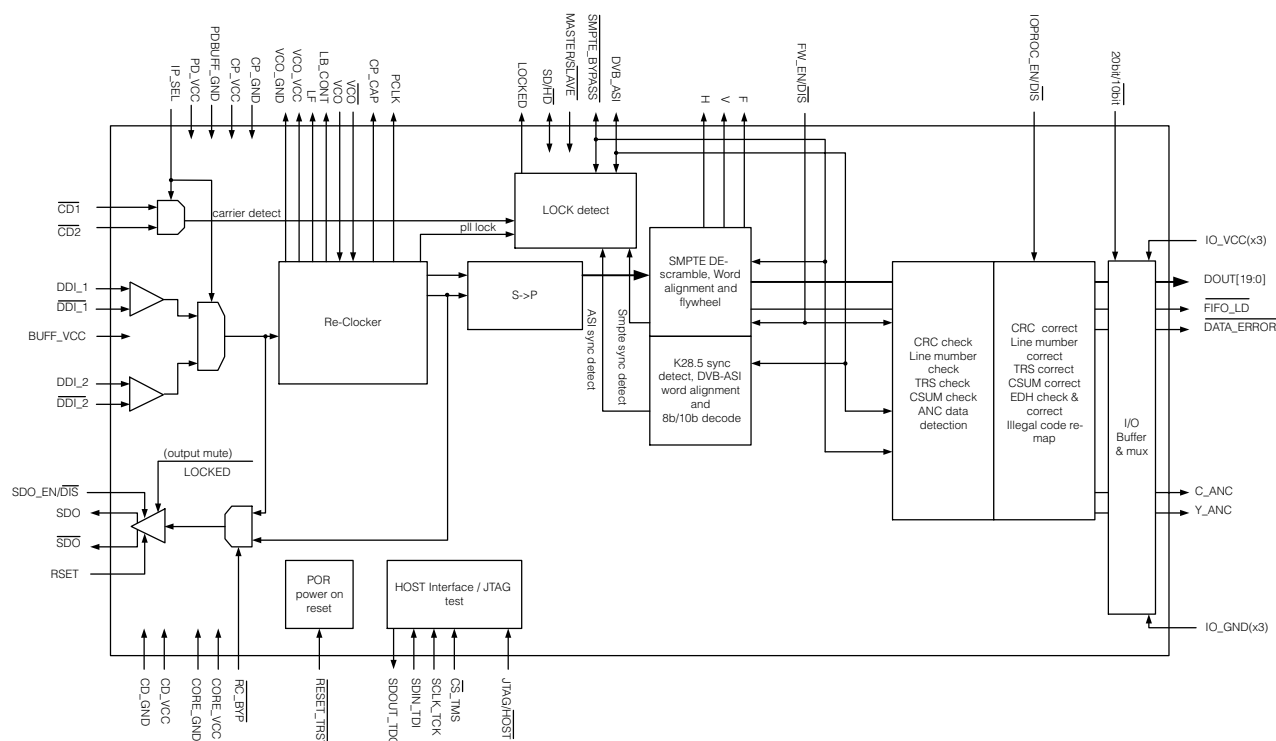 IP_SEL
PD_VCC
PDBUFF_GND
CP_VCC
CP_GND
VCO_GND
VCO_VCC
LF
LB_CONT
VCO
VCO
CP_CAP
PCLK
LOCKED
SD/HD
MASTER/SLAVE
SMPTE_BYPASS
DVB_ASI
H
V
F
FW_EN/DIS
IOPROC_EN/DIS
20bit/10bit
CD1
CD2
carrier detect
pll lock
LOCK detect
DDI_1
DDI_1
BUFF_VCC
DDI_2
DDI_2
Re-Clocker
S->P
ASI sync detect
Smpte sync detect
SMPTE DE-
scramble, Word
alignment and
flywheel
K28.5 sync
detect, DVB-ASI
word alignment
and
8b/10b decode
CRC check
Line number
check
TRS check
CSUM check
ANC data
detection
CRC correct
Line number
correct
TRS correct
CSUM correct
EDH check &
correct
Illegal code re-
map
I/O
Buffer
& mux
IO_VCC(x3)
DOUT[19:0]
FIFO_LD
DATA_ERROR
C_ANC
Y_ANC
IO_GND(x3)
(output mute)
LOCKED
SDO_EN/DIS
SDO
SDO
RSET
POR
power on
reset
HOST Interface / JTAG
test
CD_GND
CD_VCC
CORE_GND
CORE_VCC
RC_BYP
RESET_TRST
SDOUT_TDO
SDIN_TDI
SCLK_TCK
CS_TMS
JTAG/HOST